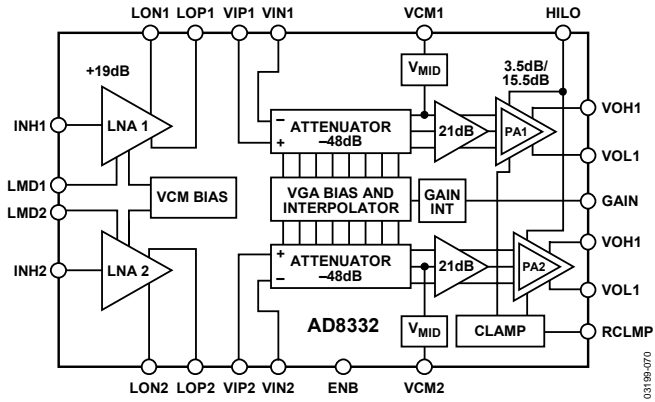 LON1 LOP1 VIP1 VIN1 VCM1 HILO
+19dB
VMID
3.5dB/
15.5dB
INH1
LNA 1
–
+
ATTENUATOR
–48dB
21dB
PA1
VOH1
VOL1
LMD1
LMD2
VCM BIAS
VGA BIAS AND
INTERPOLATOR
GAIN
INT
GAIN
INH2
LNA 2
+
–
ATTENUATOR
–48dB
21dB
PA2
VOH1
VOL1
AD8332
VMID
CLAMP
RCLMP
LON2 LOP2 VIP2 VIN2 ENB VCM2
03199-070